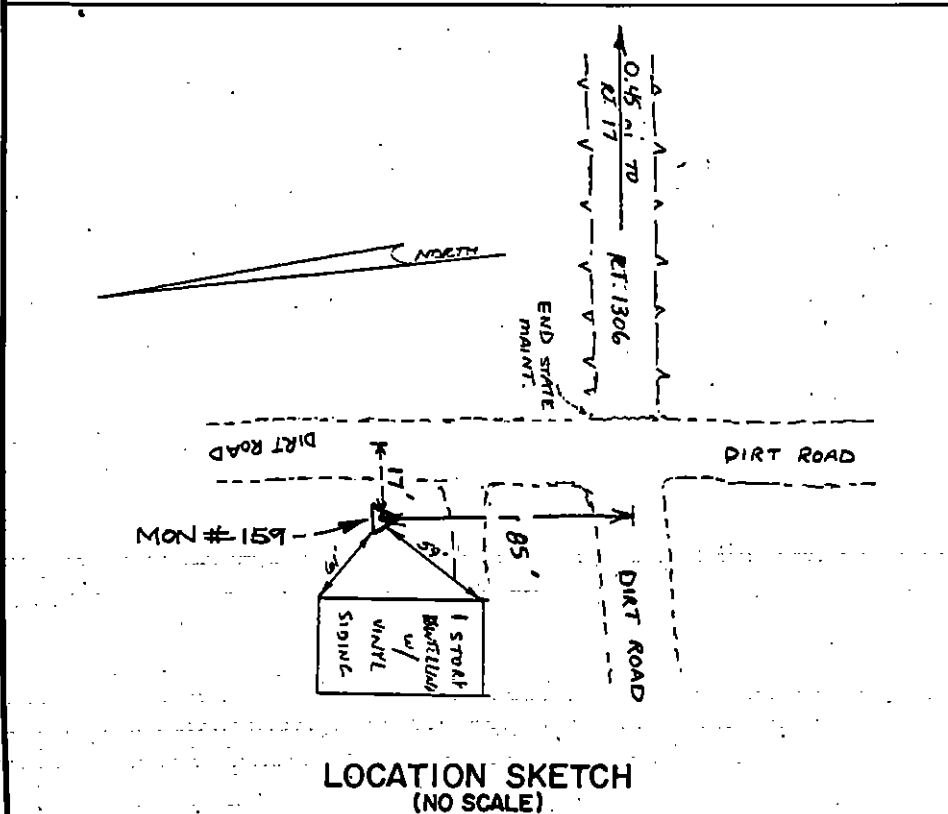 0.45 mi TO
RT 17
RT. 1306
NORTH
END STATE
MAINT.
DIRT ROAD
DIRT ROAD
17'
MON # 159
85'
59'
DIRT ROAD
1 STORY
w/
VINYL
SIDING
LOCATION SKETCH
(NO SCALE)